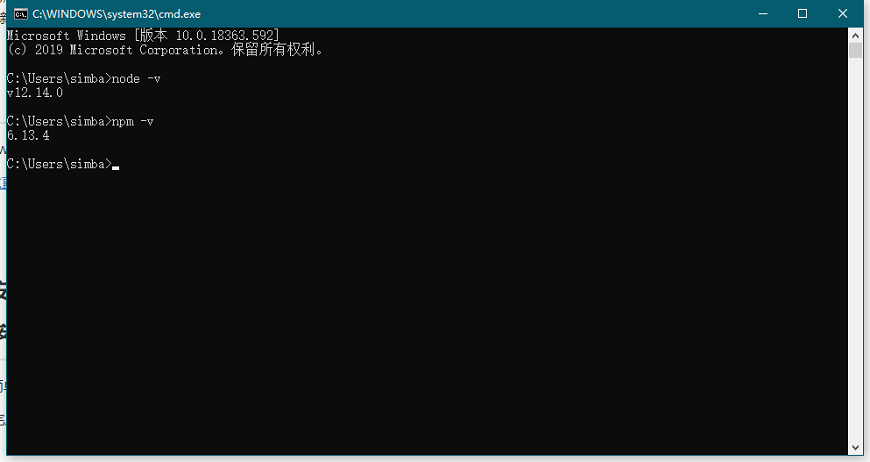 C:\WINDOWS\system32\cmd.exe
Microsoft Windows [版本 10.0.18363.592]
(c) 2019 Microsoft Corporation。保留所有权利。
C:\Users\simba>node -v
v12.14.0
C:\Users\simba>npm -v
6.13.4
C:\Users\simba>